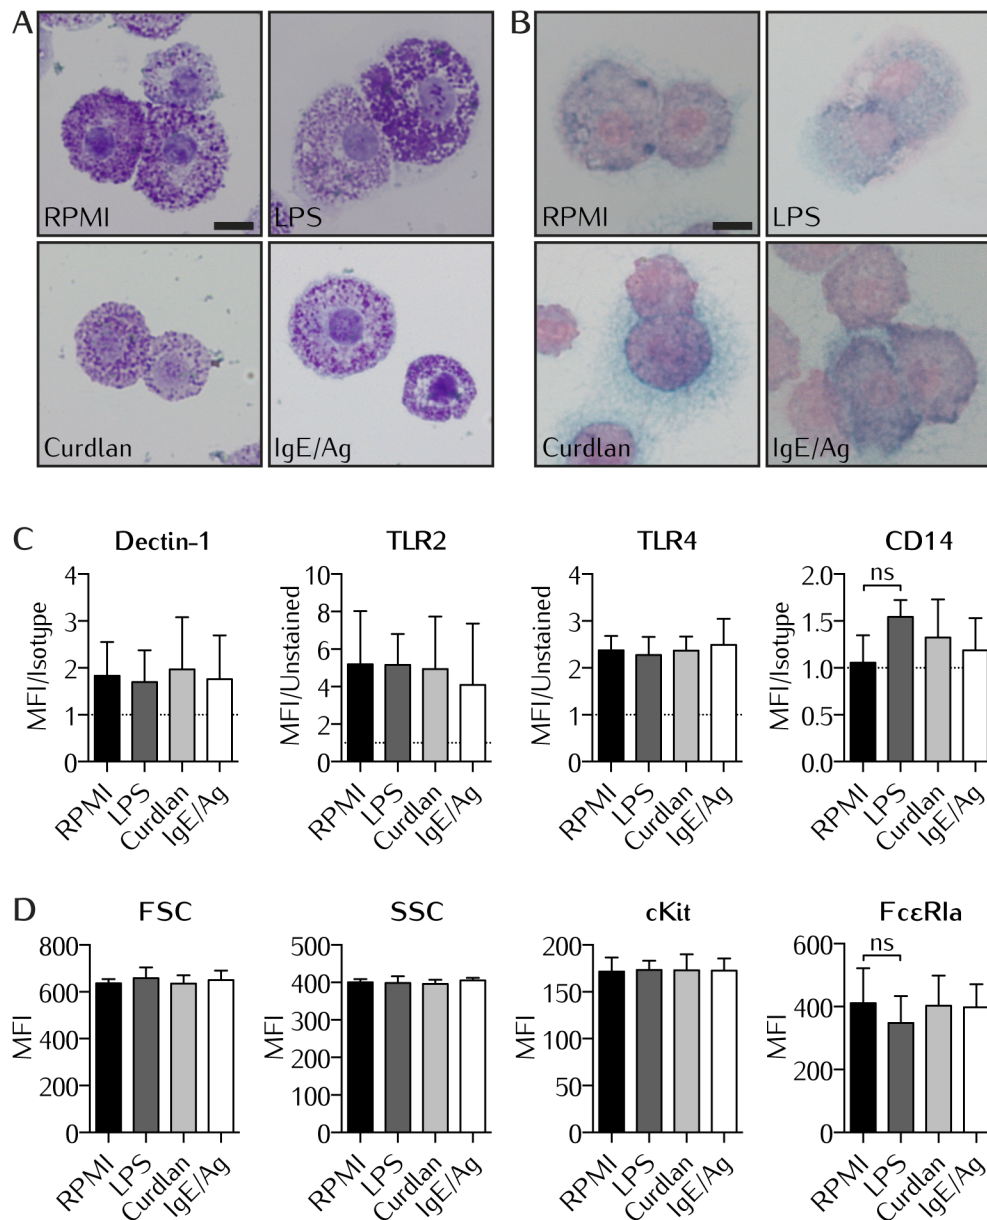 A
RPMI
LPS
Curdlan
IgE/Ag
B
RPMI
LPS
Curdlan
IgE/Ag
C
Dectin-1
MFI/Isotype
4
3
2
1
0
RPMI
LPS
Curdlan
IgE/Ag
TLR2
MFI/Unstained
10
8
6
4
2
0
RPMI
LPS
Curdlan
IgE/Ag
TLR4
MFI/Unstained
4
3
2
1
0
RPMI
LPS
Curdlan
IgE/Ag
CD14
MFI/Isotype
2.0
1.5
1.0
0.5
0.0
ns
RPMI
LPS
Curdlan
IgE/Ag
D
FSC
MFI
800
600
400
200
0
RPMI
LPS
Curdlan
IgE/Ag
SSC
MFI
500
400
300
200
100
0
RPMI
LPS
Curdlan
IgE/Ag
cKit
MFI
200
150
100
50
0
RPMI
LPS
Curdlan
IgE/Ag
FcεRIa
MFI
600
400
200
0
ns
RPMI
LPS
Curdlan
IgE/Ag